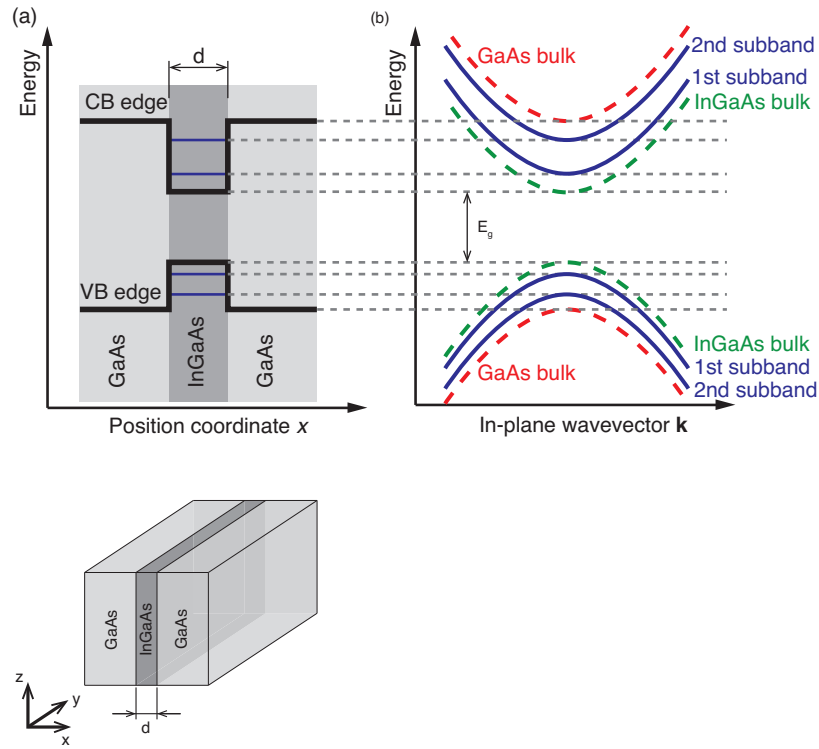 (a)
Energy
d
CB edge
VB edge
GaAs
InGaAs
GaAs
Position coordinate x
(b)
Energy
GaAs bulk
2nd subband
1st subband
InGaAs bulk
E_g
InGaAs bulk
1st subband
2nd subband
GaAs bulk
In-plane wavevector k
GaAs
InGaAs
GaAs
z
y
x
d